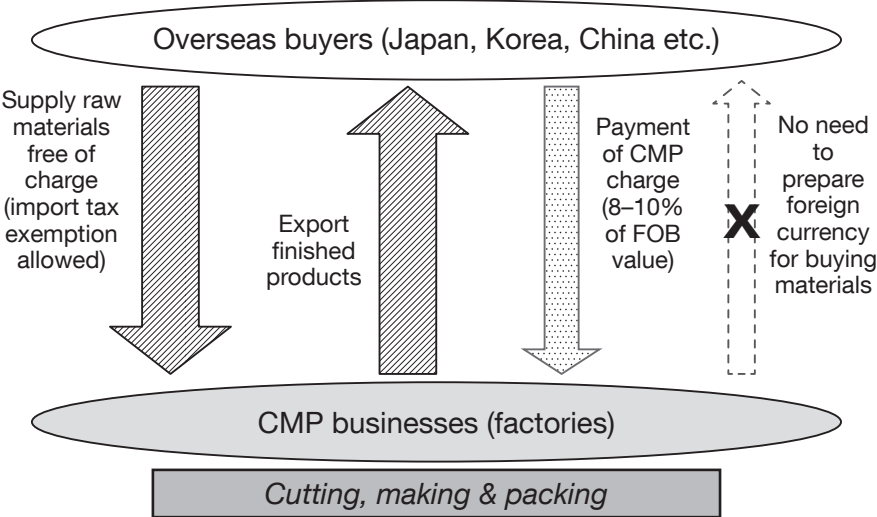 Overseas buyers (Japan, Korea, China etc.)
Supply raw
materials
free of
charge
(import tax
exemption
allowed)
Export
finished
products
Payment
of CMP
charge
(8–10%
of FOB
value)
X
No need
to
prepare
foreign
currency
for buying
materials
CMP businesses (factories)
Cutting, making & packing